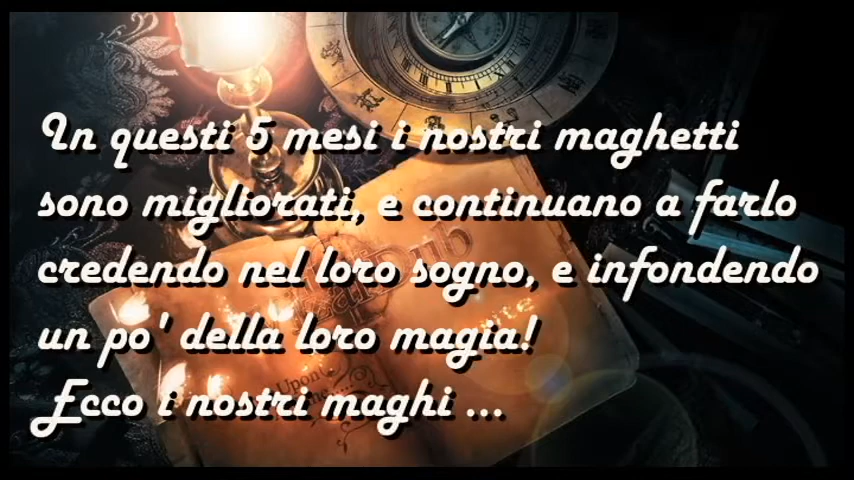 In questi 5 mesi i nostri maghetti
sono migliorati, e continuano a farlo
credendo nel loro sogno, e infondendo
un po' della loro magia!
Ecco i nostri maghi ...
Upon